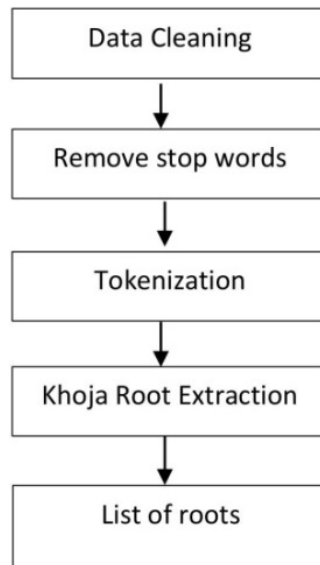 Data Cleaning
Remove stop words
Tokenization
Khoja Root Extraction
List of roots